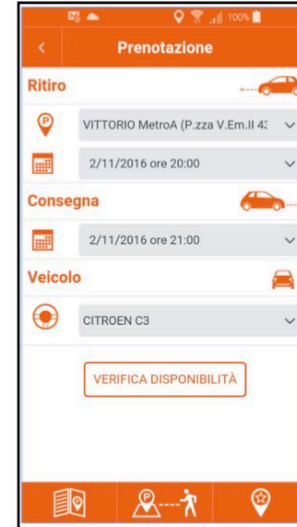 100%
Prenotazione
Ritiro
P
VITTORIO MetroA (P.zza V.Em.II 43
2/11/2016 ore 20:00
Consegna
2/11/2016 ore 21:00
Veicolo
CITROEN C3
VERIFICA DISPONIBILITÀ
P